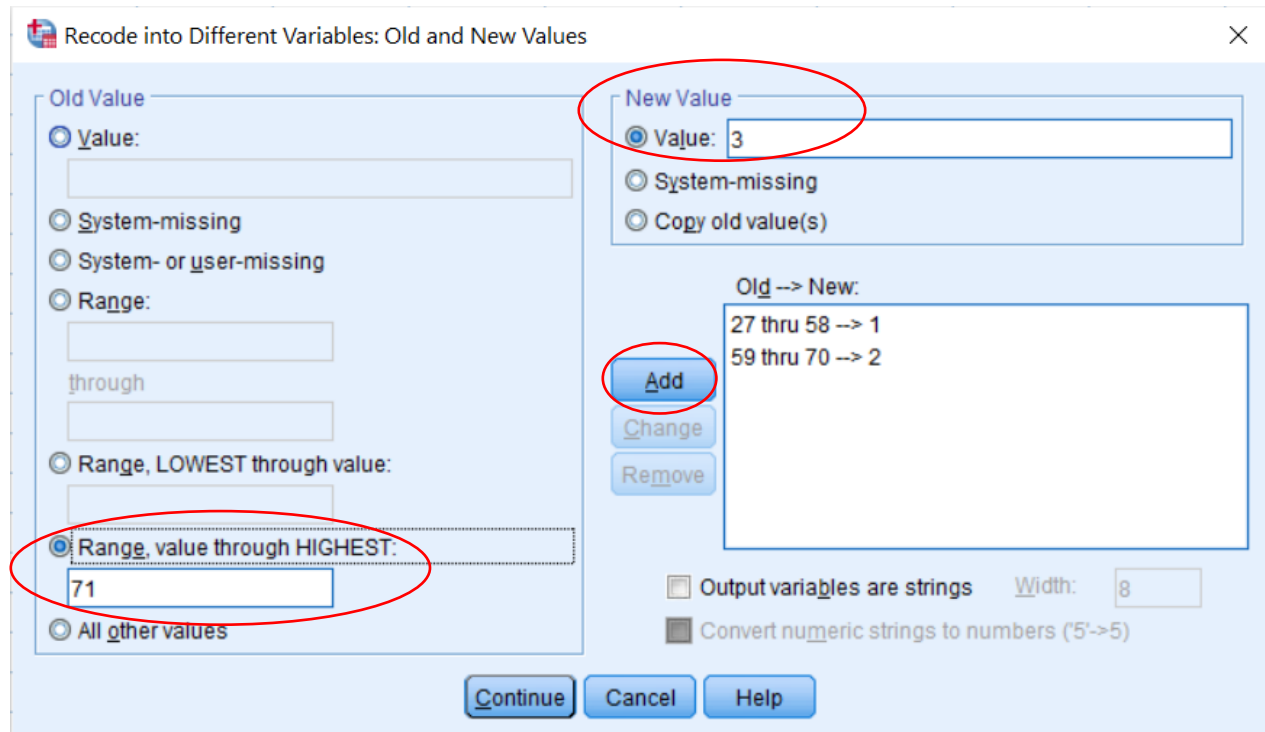 Recode into Different Variables: Old and New Values
Old Value
Value:
System-missing
System- or user-missing
Range:
through
Range, LOWEST through value:
Range, value through HIGHEST:
71
All other values
New Value
Value: 3
System-missing
Copy old value(s)
Old --> New:
27 thru 58 --> 1
59 thru 70 --> 2
Add
Change
Remove
Output variables are strings Width: 8
Convert numeric strings to numbers ('5'->5)
Continue Cancel Help